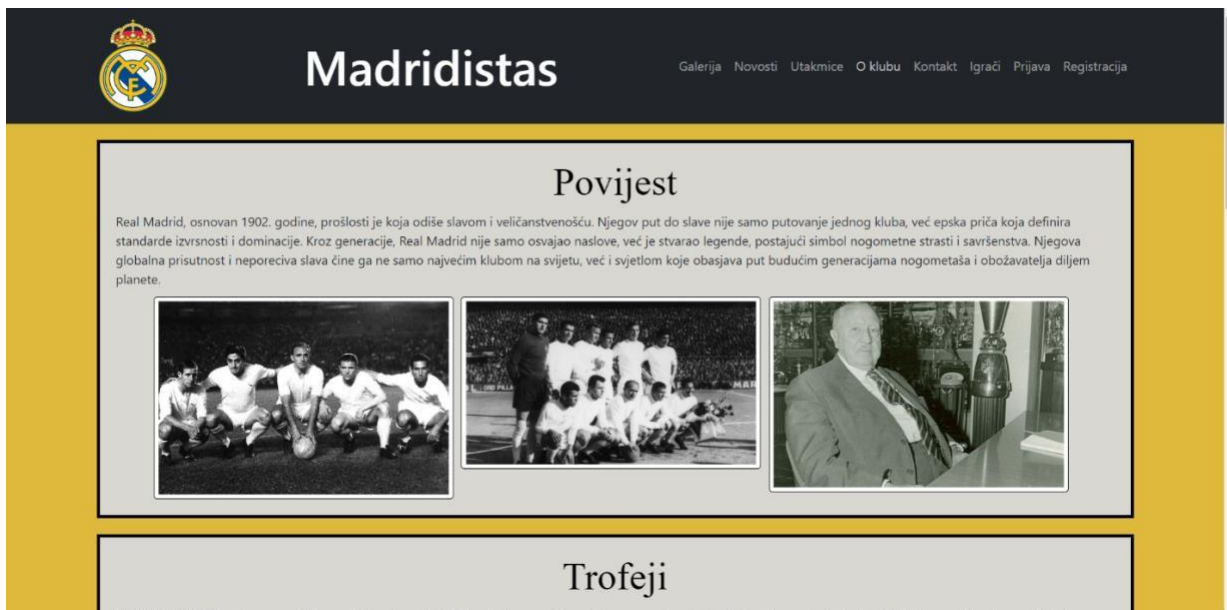 Madridistas
Galerija Novosti Utakmice O klubu Kontakt Igrači Prijava Registracija
Povijest
Real Madrid, osnovan 1902. godine, prošlosti je koja odiše slavom i veličanstvenošću. Njegov put do slave nije samo putovanje jednog kluba, već epska priča koja definira
standarde izvrsnosti i dominacije. Kroz generacije, Real Madrid nije samo osvajao naslove, već je stvarao legende, postajući simbol nogometne strasti i savršenstva. Njegova
globalna prisutnost i neporeciva slava čine ga ne samo najvećim klubom na svijetu, već i svjetlom koje obasjava put budućim generacijama nogometaša i obožavatelja diljem
planete.
Trofeji